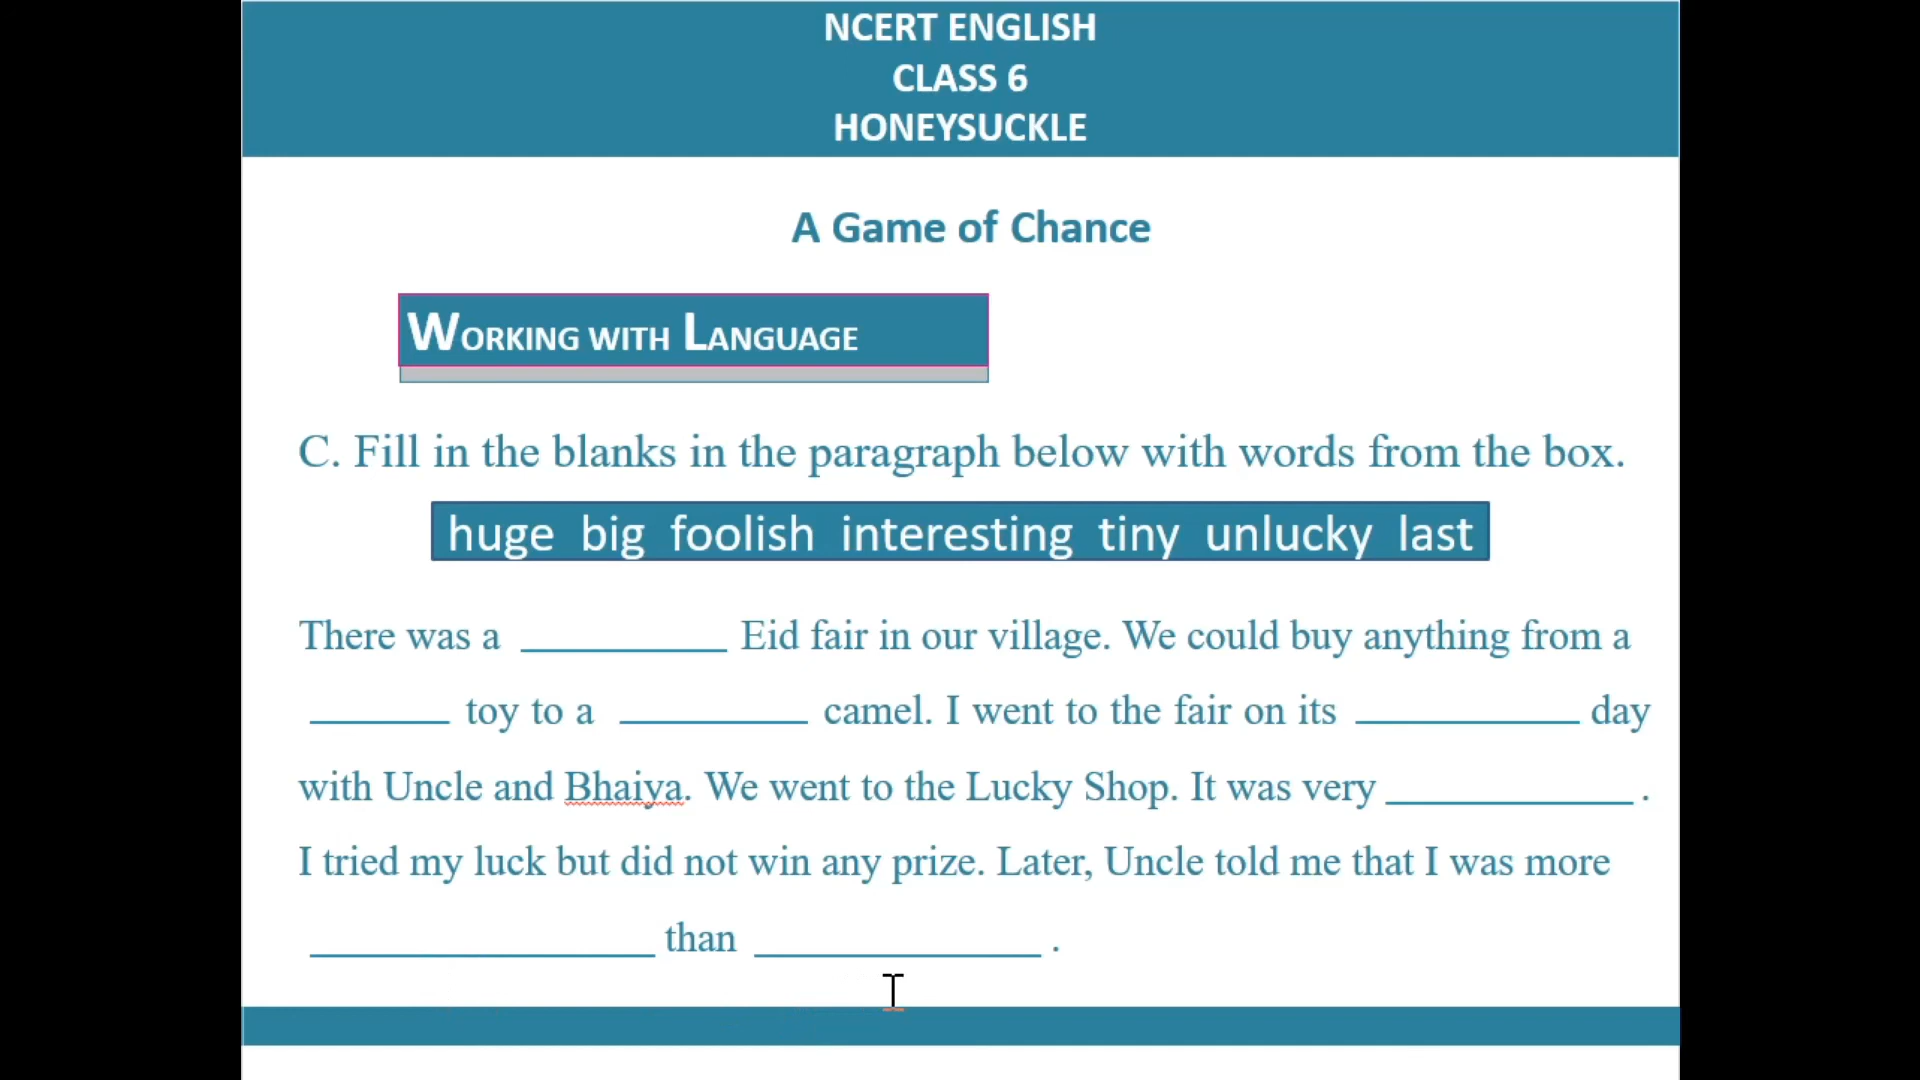 NCERT ENGLISH
CLASS 6
HONEYSUCKLE
A Game of Chance
WORKING WITH LANGUAGE
C. Fill in the blanks in the paragraph below with words from the box.
huge big foolish interesting tiny unlucky last
There was a __________ Eid fair in our village. We could buy anything from a
_______ toy to a _________ camel. I went to the fair on its ___________ day
with Uncle and Bhaiya. We went to the Lucky Shop. It was very ____________ .
I tried my luck but did not win any prize. Later, Uncle told me that I was more
_________________ than ______________ .